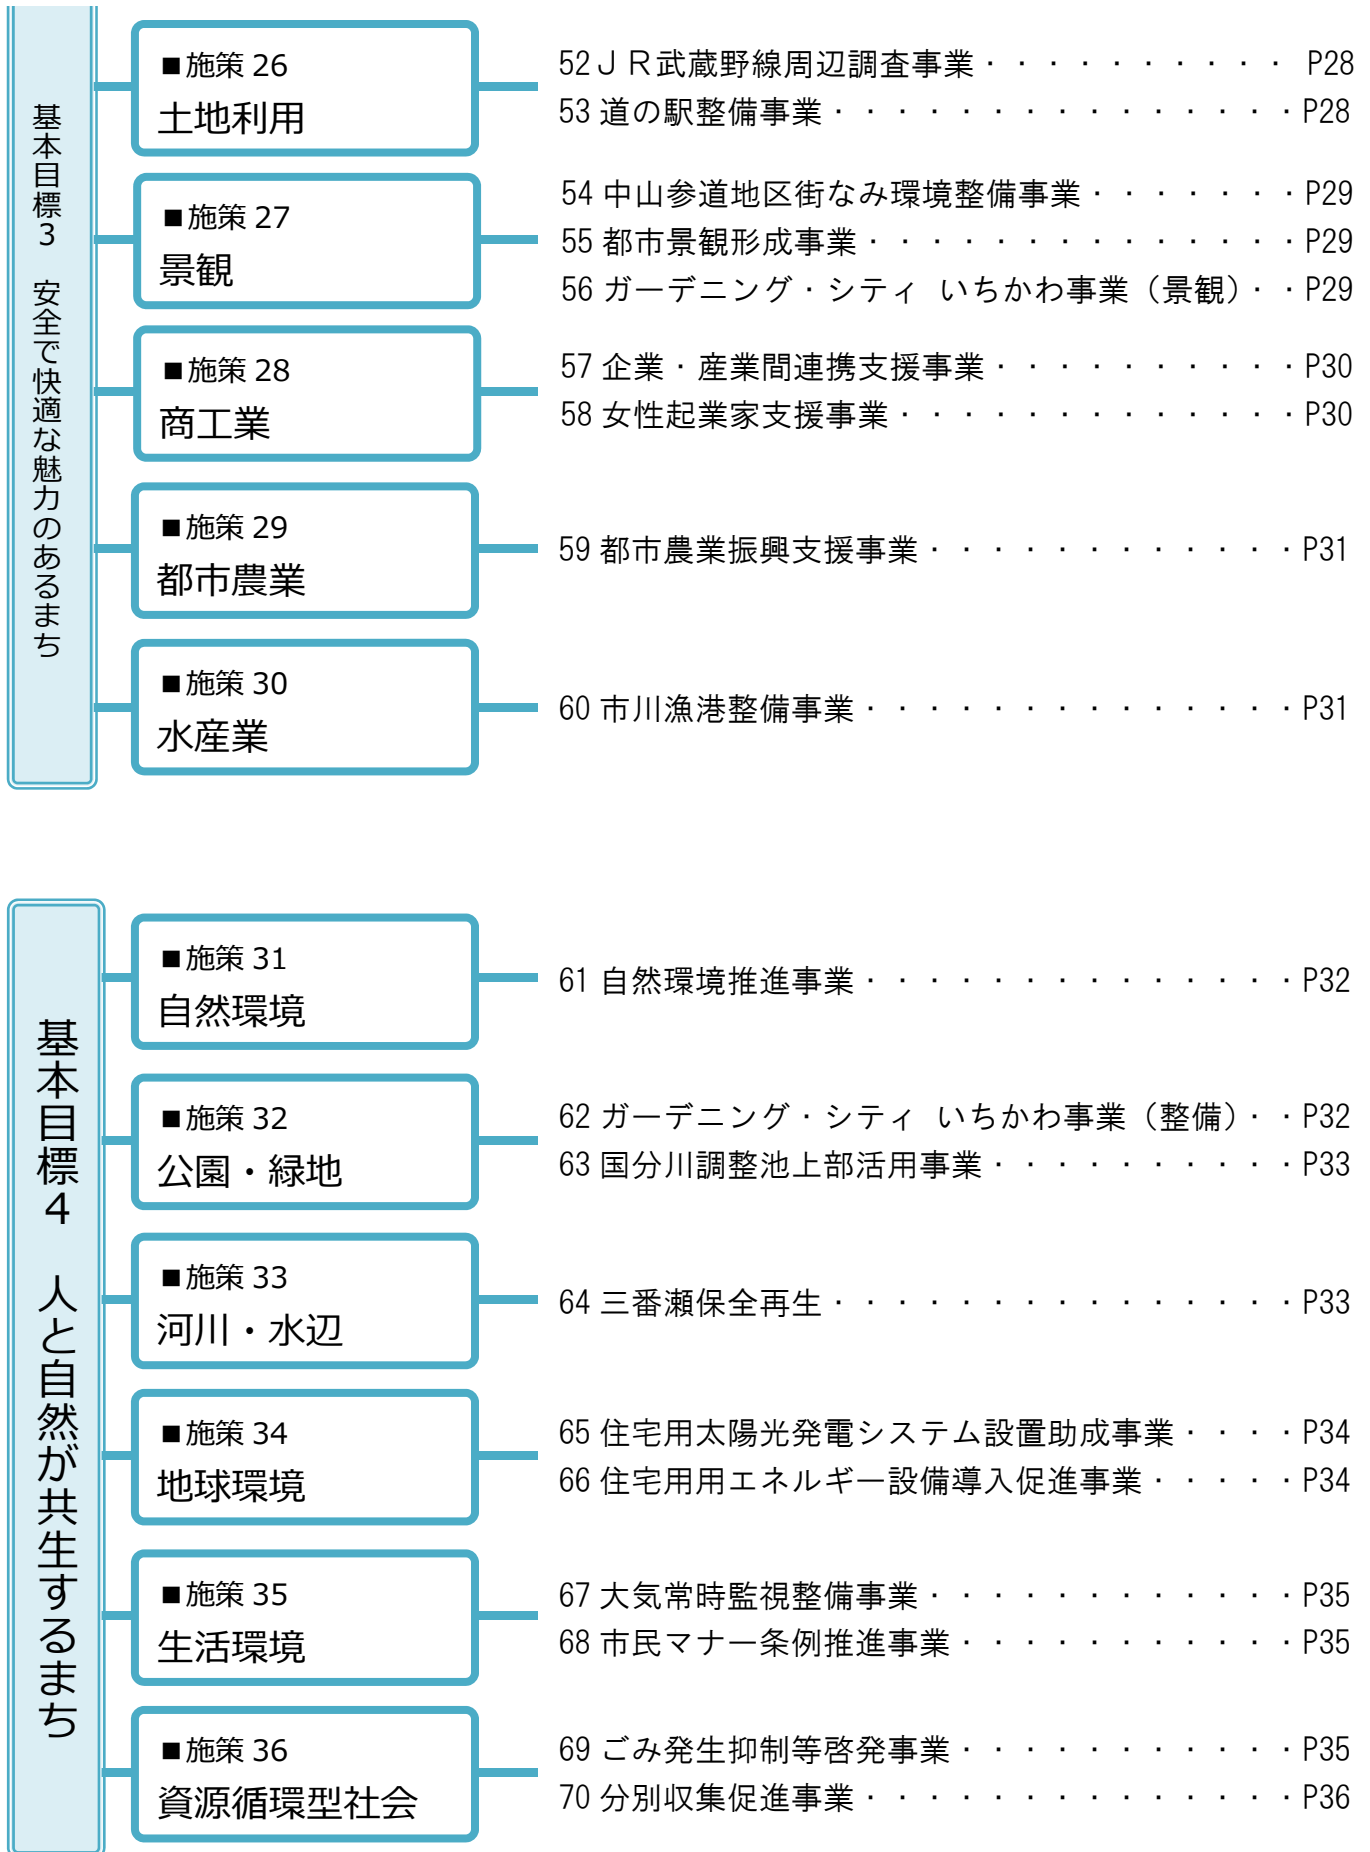 基本目標３　安全で快適な魅力のあるまち
■施策 26
土地利用
52ＪＲ武蔵野線周辺調査事業・・・・・・・・・・ P28
53 道の駅整備事業・・・・・・・・・・・・・・・P28
■施策 27
景観
54 中山参道地区街なみ環境整備事業・・・・・・・P29
55 都市景観形成事業・・・・・・・・・・・・・・P29
56 ガーデニング・シティ いちかわ事業（景観）・・P29
■施策 28
商工業
57 企業・産業間連携支援事業・・・・・・・・・・P30
58 女性起業家支援事業・・・・・・・・・・・・・P30
■施策 29
都市農業
59 都市農業振興支援事業・・・・・・・・・・・・P31
■施策 30
水産業
60 市川漁港整備事業・・・・・・・・・・・・・・P31
基本目標４　人と自然が共生するまち
■施策 31
自然環境
61 自然環境推進事業・・・・・・・・・・・・・・P32
■施策 32
公園・緑地
62 ガーデニング・シティ いちかわ事業（整備）・・P32
63 国分川調整池上部活用事業・・・・・・・・・・P33
■施策 33
河川・水辺
64 三番瀬保全再生・・・・・・・・・・・・・・・P33
■施策 34
地球環境
65 住宅用太陽光発電システム設置助成事業・・・・P34
66 住宅用用エネルギー設備導入促進事業・・・・・P34
■施策 35
生活環境
67 大気常時監視整備事業・・・・・・・・・・・・P35
68 市民マナー条例推進事業・・・・・・・・・・・P35
■施策 36
資源循環型社会
69 ごみ発生抑制等啓発事業・・・・・・・・・・・P35
70 分別収集促進事業・・・・・・・・・・・・・・P36